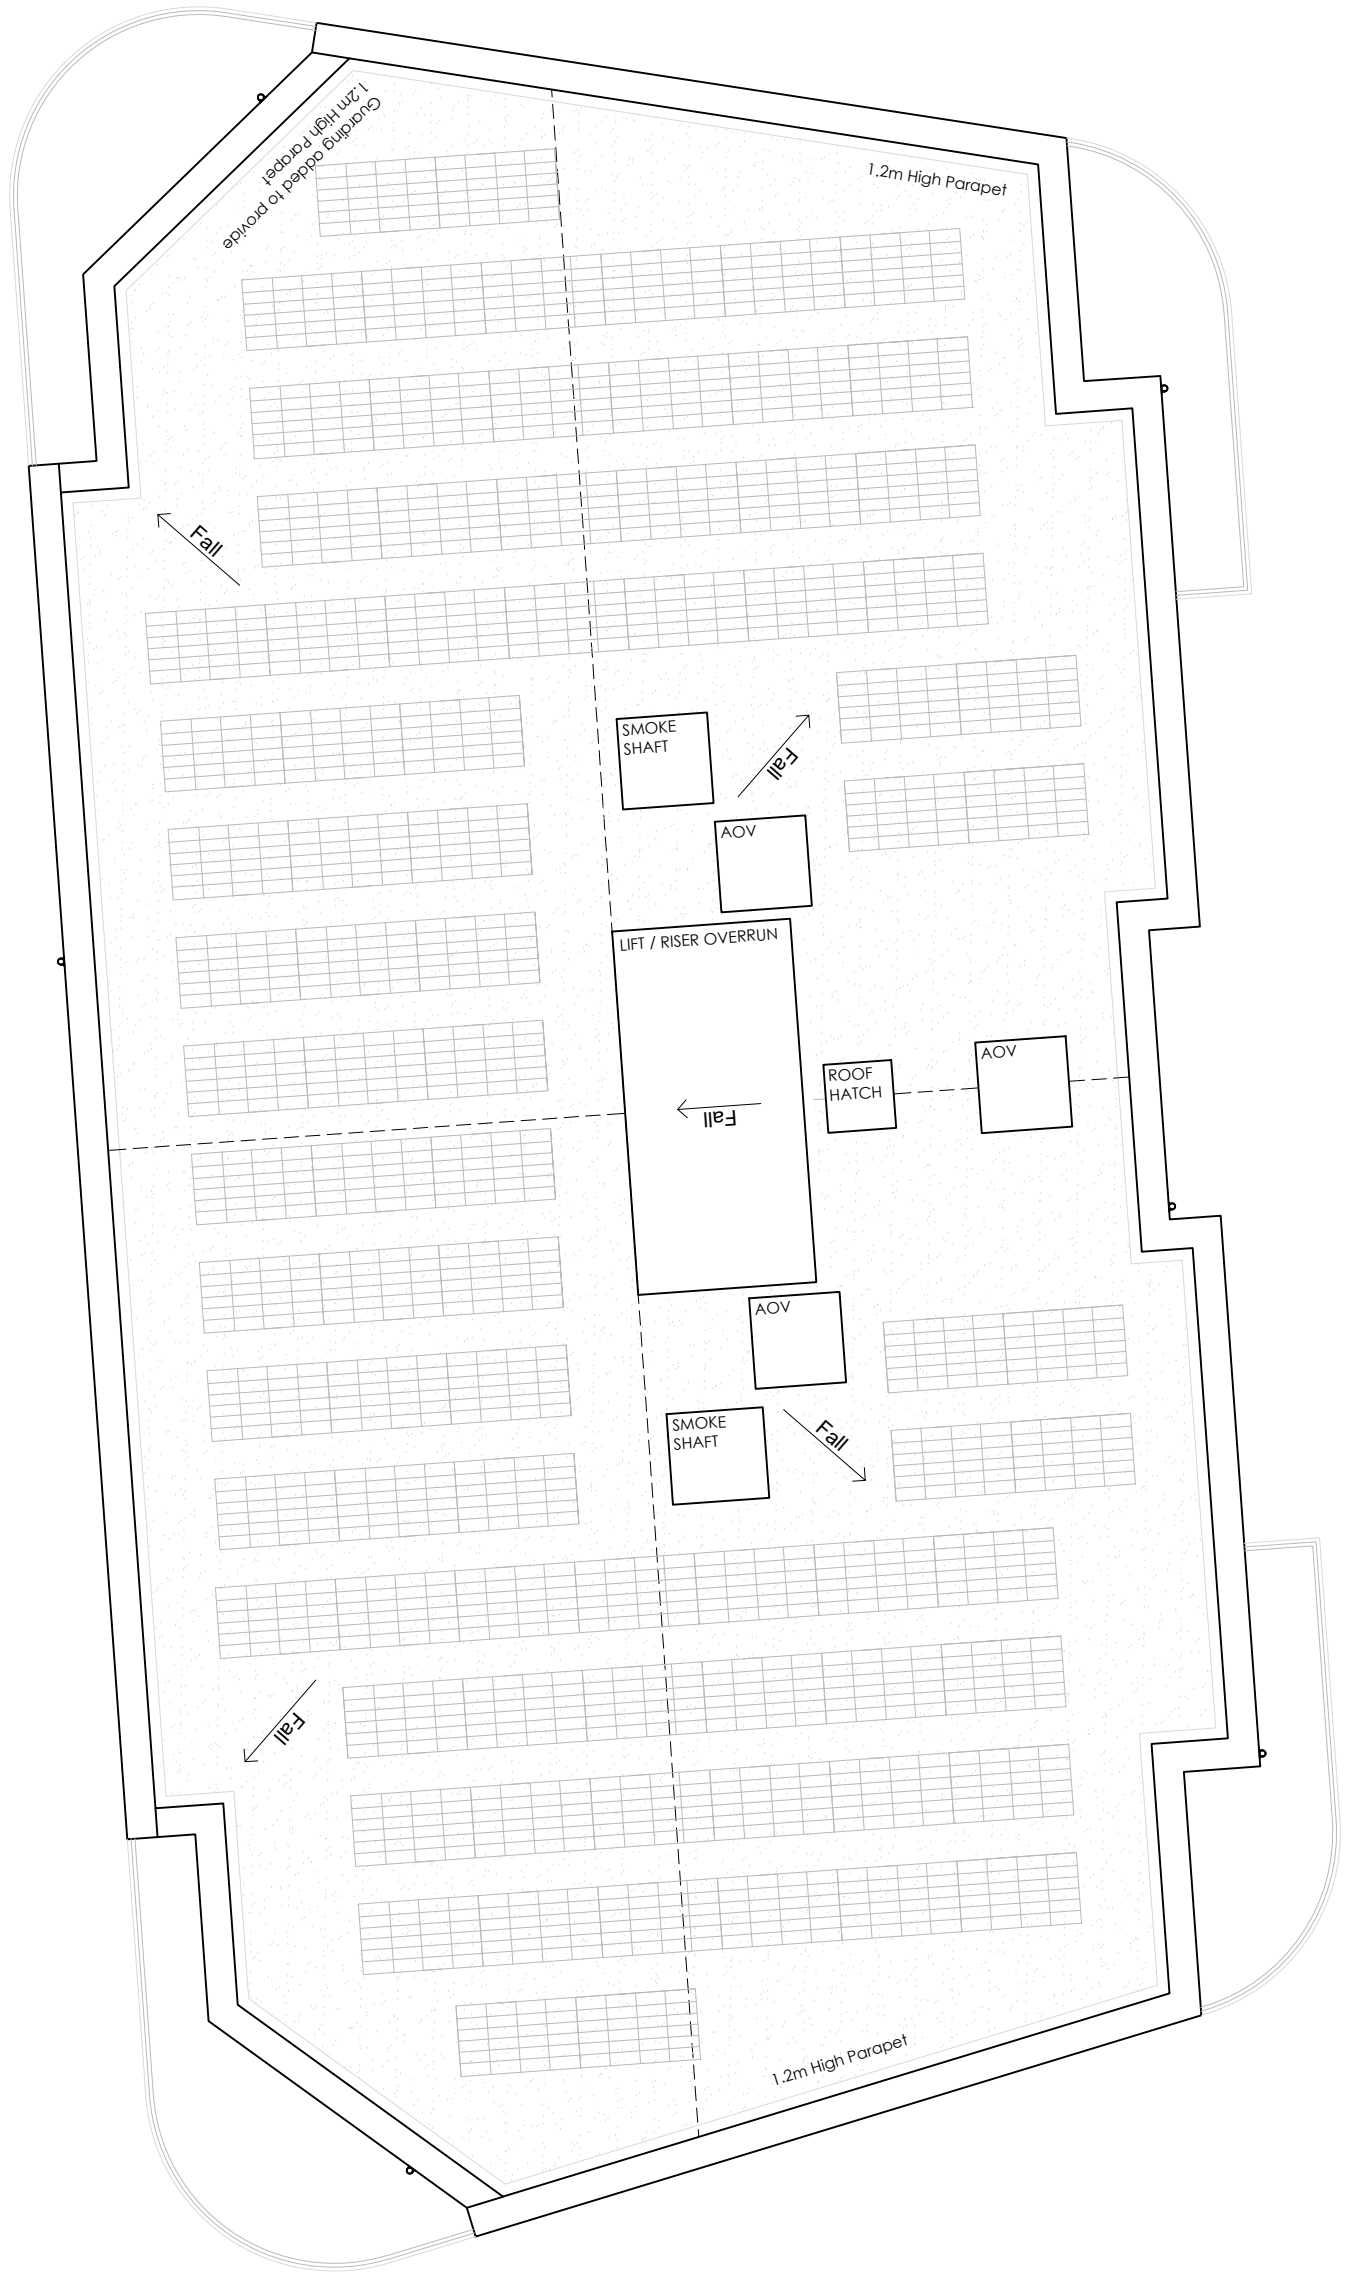 Guarding added to provide
1.2m High Parapet
1.2m High Parapet
Fall
SMOKE
SHAFT
Fall
AOV
LIFT / RISER OVERRUN
AOV
ROOF
HATCH
Fall
AOV
SMOKE
SHAFT
Fall
Fall
1.2m High Parapet